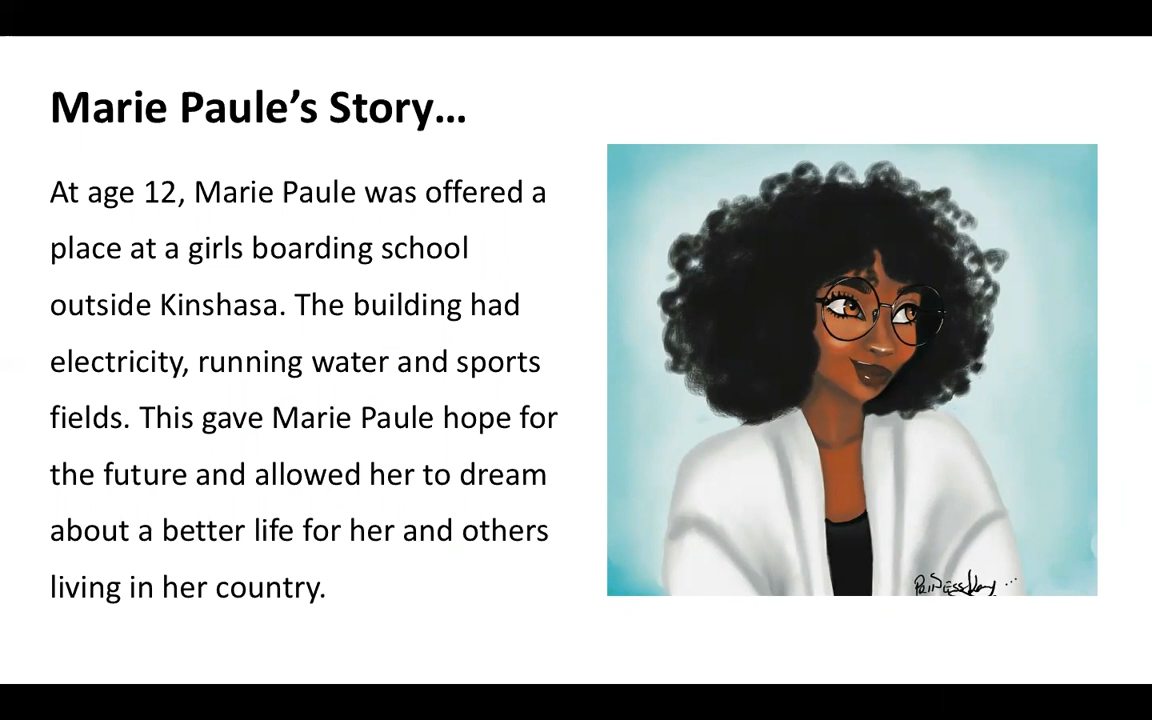 Marie Paule’s Story…
At age 12, Marie Paule was offered a
place at a girls boarding school
outside Kinshasa. The building had
electricity, running water and sports
fields. This gave Marie Paule hope for
the future and allowed her to dream
about a better life for her and others
living in her country.